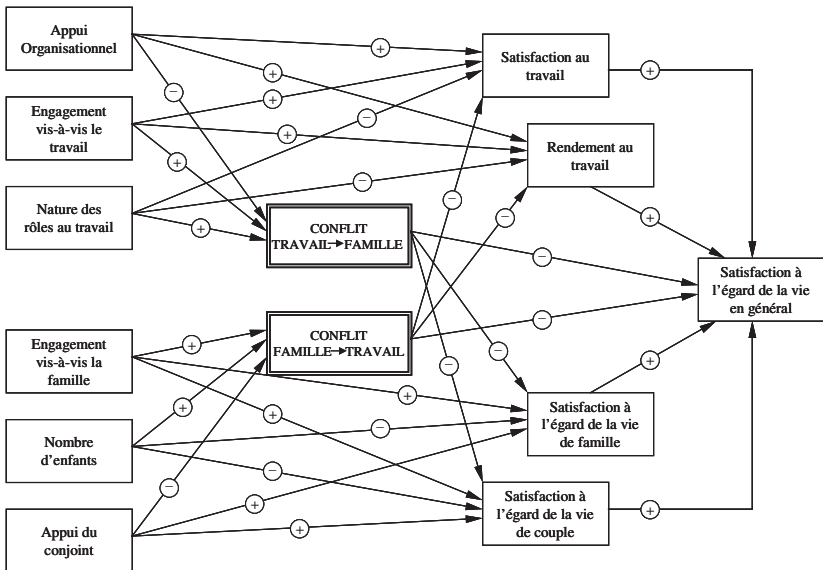 Appui
Organisationnel
Engagement
vis-à-vis le
travail
Nature des
rôles au travail
Engagement
vis-à-vis la
famille
Nombre
d'enfants
Appui du
conjoint
CONFLIT
TRAVAIL→FAMILLE
CONFLIT
FAMILLE→TRAVAIL
Satisfaction au
travail
Rendement au
travail
Satisfaction à
l'égard de la vie
de famille
Satisfaction à
l'égard de la vie
de couple
Satisfaction à
l'égard de la vie
en général
+
+
−
+
+
+
−
−
+
+
+
+
+
−
−
−
+
+
−
−
−
−
−
−
+
+
+
+